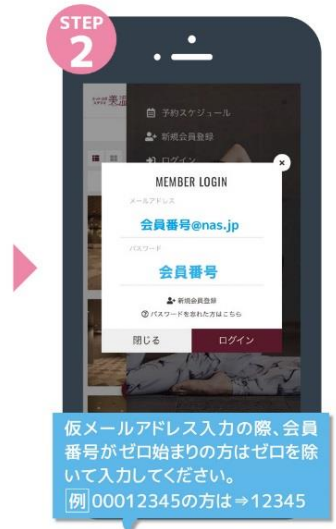 STEP
2
予約スケジュール
新規会員登録
ログイン
MEMBER LOGIN
メールアドレス
会員番号@nas.jp
パスワード
会員番号
新規会員登録
パスワードを忘れた方はこちら
閉じる
ログイン
仮メールアドレス入力の際、会員
番号がゼロ始まりの方はゼロを除
いて入力してください。
例 00012345の方は⇒12345